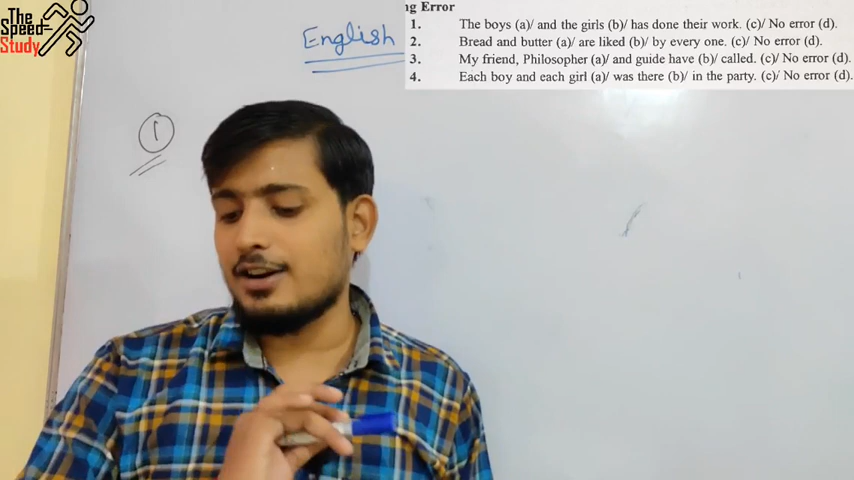 The
Speed-
Study
English
ng Error
1. The boys (a)/ and the girls (b)/ has done their work. (c)/ No error (d).
2. Bread and butter (a)/ are liked (b)/ by every one. (c)/ No error (d).
3. My friend, Philosopher (a)/ and guide have (b)/ called. (c)/ No error (d).
4. Each boy and each girl (a)/ was there (b)/ in the party. (c)/ No error (d).
1